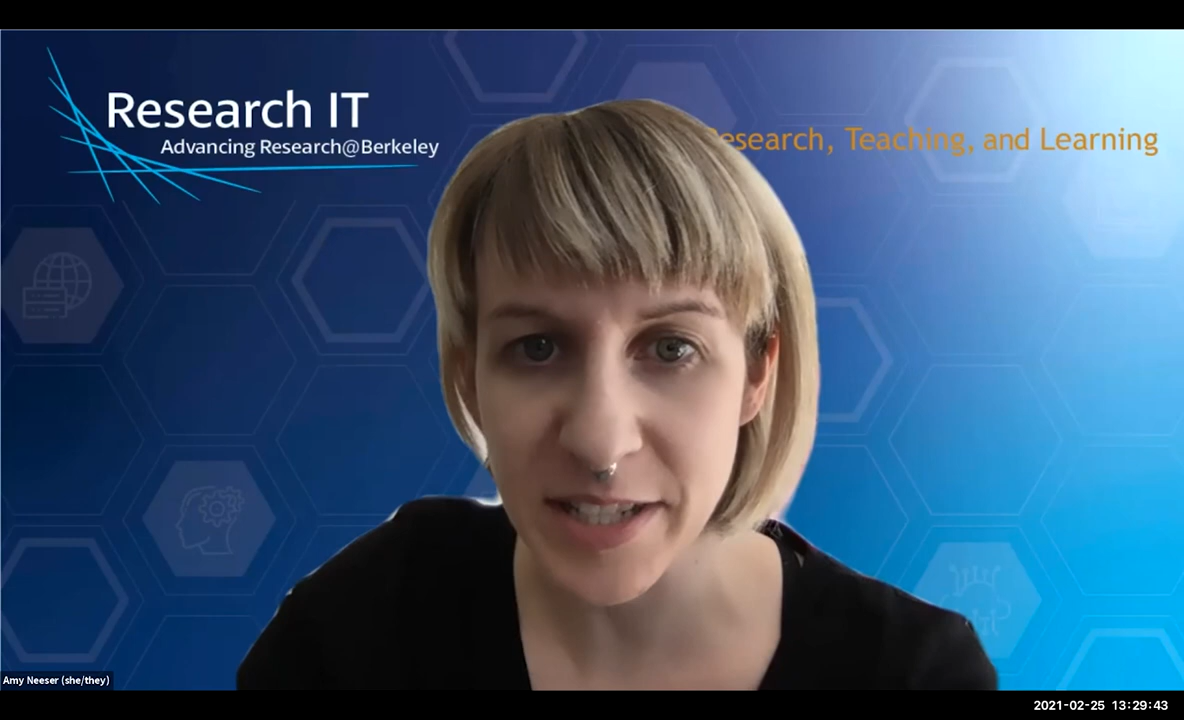 Research IT
Advancing Research@Berkeley
Research, Teaching, and Learning
Amy Neeser (she/they)
2021-02-25 13:29:43